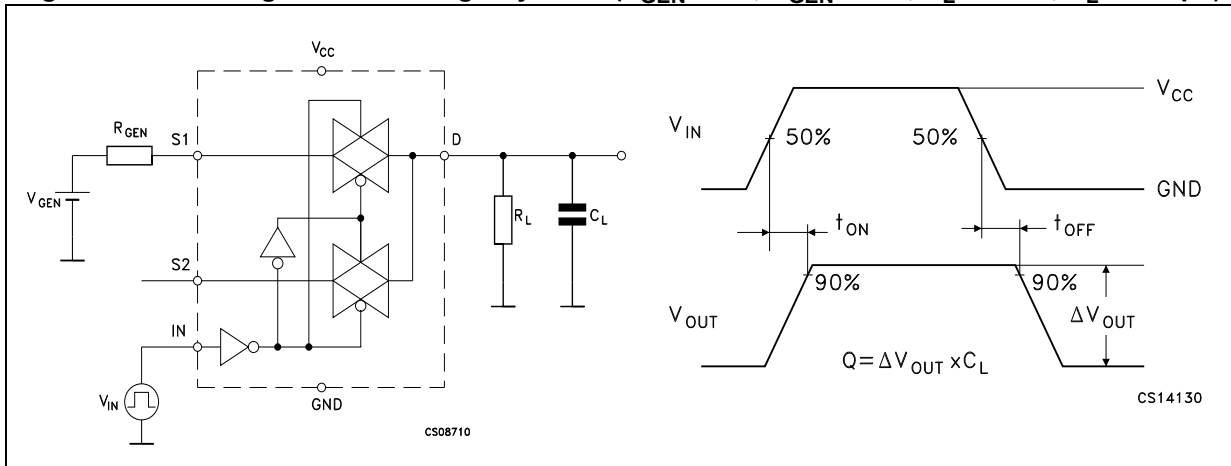 V_CC
R_GEN
S1
D
V_GEN
R_L
C_L
S2
IN
V_IN
GND
CS08710
V_IN
50%
50%
V_CC
GND
t_ON
t_OFF
90%
90%
V_OUT
ΔV_OUT
Q=ΔV_OUT xC_L
CS14130